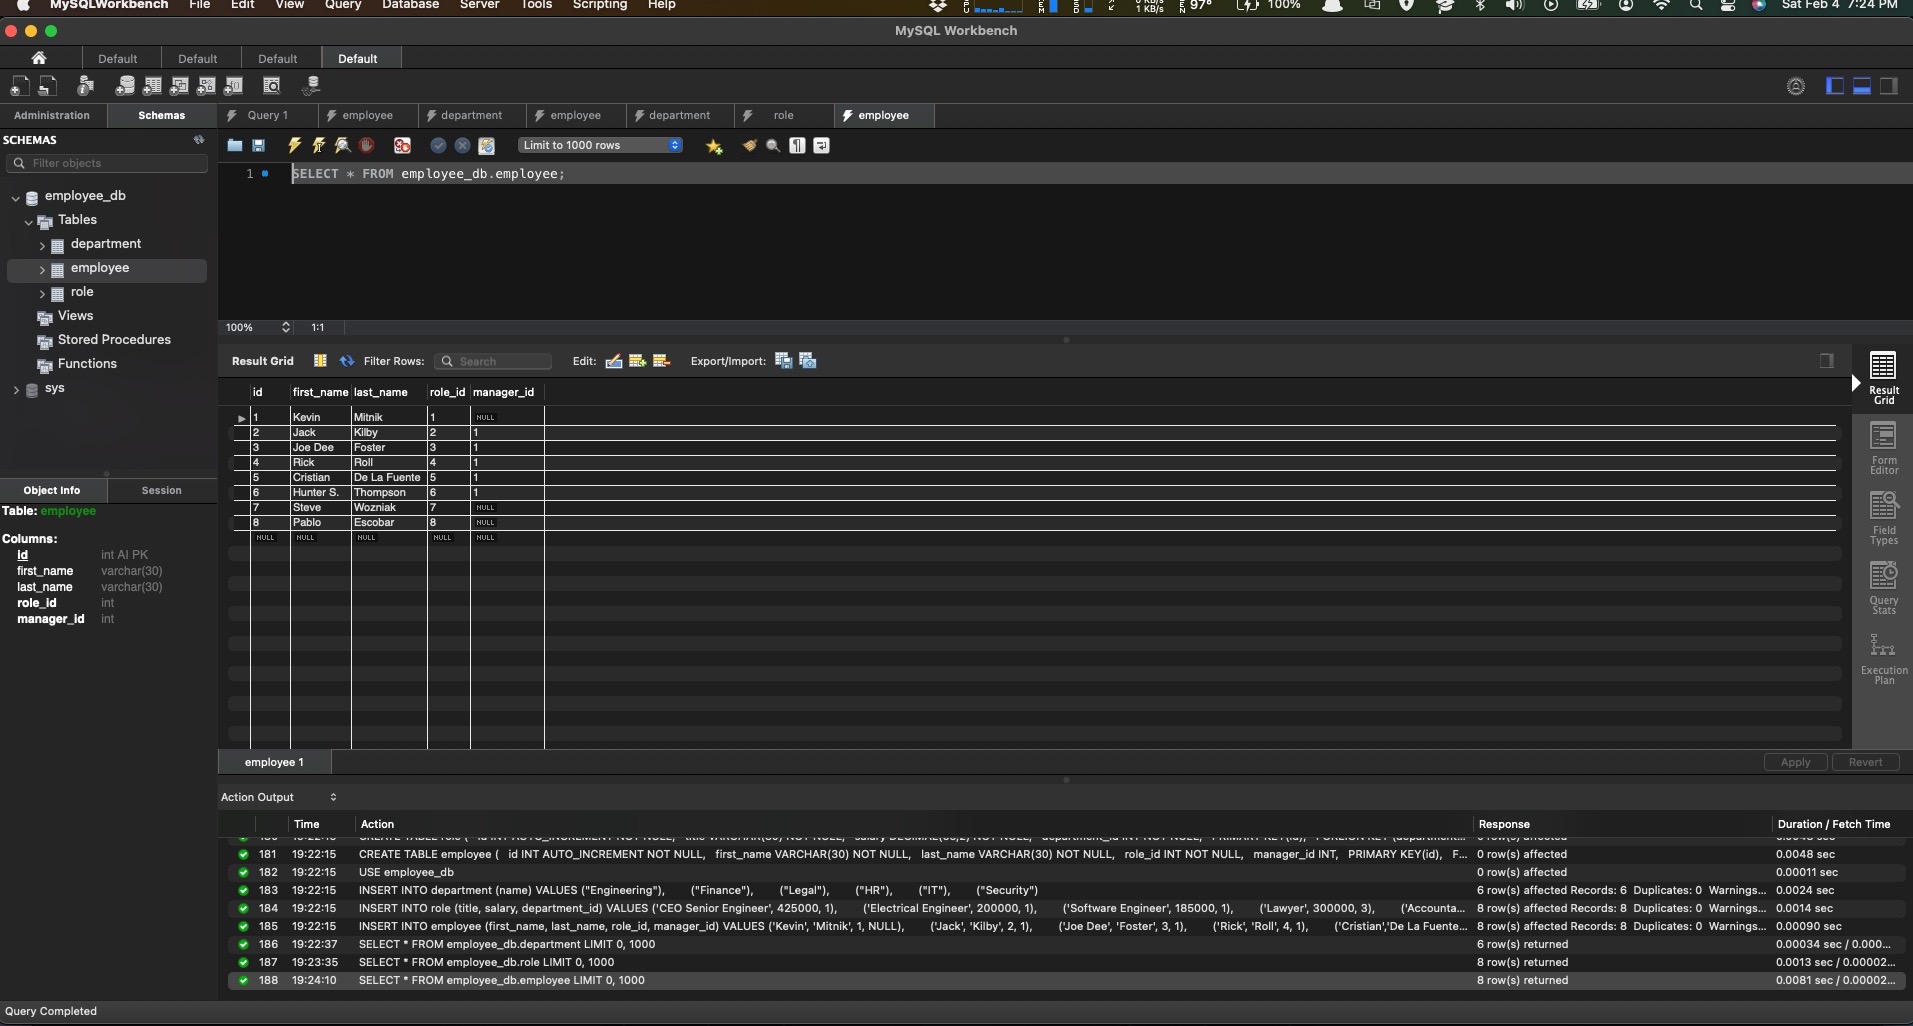 MySQLWorkbench File Edit View Query Database Server Tools Scripting Help 0 KB/s 1 KB/s 97° 100% Sat Feb 4 7:24 PM
MySQL Workbench
Default Default Default Default
Administration Schemas Query 1 employee department employee department role employee
SCHEMAS
Limit to 1000 rows
Filter objects
1 SELECT * FROM employee_db.employee;
employee_db
Tables
department
employee
role
Views
Stored Procedures
Functions
sys
100% 1:1
Result Grid Filter Rows: Search Edit: Export/Import:
id first_name last_name role_id manager_id
1 Kevin Mitnik 1 NULL
2 Jack Kilby 2 1
3 Joe Dee Foster 3 1
4 Rick Roll 4 1
5 Cristian De La Fuente 5 1
6 Hunter S. Thompson 6 1
7 Steve Wozniak 7 NULL
8 Pablo Escobar 8 NULL
NULL NULL NULL NULL NULL
Result Grid
Form Editor
Field Types
Query Stats
Execution Plan
Object Info Session
Table: employee
Columns:
id int AI PK
first_name varchar(30)
last_name varchar(30)
role_id int
manager_id int
employee 1 Apply Revert
Action Output
Time Action Response Duration / Fetch Time
181 19:22:15 CREATE TABLE employee ( id INT AUTO_INCREMENT NOT NULL, first_name VARCHAR(30) NOT NULL, last_name VARCHAR(30) NOT NULL, role_id INT NOT NULL, manager_id INT, PRIMARY KEY(id), F... 0 row(s) affected 0.0048 sec
182 19:22:15 USE employee_db 0 row(s) affected 0.00011 sec
183 19:22:15 INSERT INTO department (name) VALUES ("Engineering"), ("Finance"), ("Legal"), ("HR"), ("IT"), ("Security") 6 row(s) affected Records: 6 Duplicates: 0 Warnings... 0.0024 sec
184 19:22:15 INSERT INTO role (title, salary, department_id) VALUES ('CEO Senior Engineer', 425000, 1), ('Electrical Engineer', 200000, 1), ('Software Engineer', 185000, 1), ('Lawyer', 300000, 3), ('Accounta... 8 row(s) affected Records: 8 Duplicates: 0 Warnings... 0.0014 sec
185 19:22:15 INSERT INTO employee (first_name, last_name, role_id, manager_id) VALUES ('Kevin', 'Mitnik', 1, NULL), ('Jack', 'Kilby', 2, 1), ('Joe Dee', 'Foster', 3, 1), ('Rick', 'Roll', 4, 1), ('Cristian','De La Fuente... 8 row(s) affected Records: 8 Duplicates: 0 Warnings... 0.00090 sec
186 19:22:37 SELECT * FROM employee_db.department LIMIT 0, 1000 6 row(s) returned 0.00034 sec / 0.000...
187 19:23:35 SELECT * FROM employee_db.role LIMIT 0, 1000 8 row(s) returned 0.0013 sec / 0.00002...
188 19:24:10 SELECT * FROM employee_db.employee LIMIT 0, 1000 8 row(s) returned 0.0081 sec / 0.00002...
Query Completed